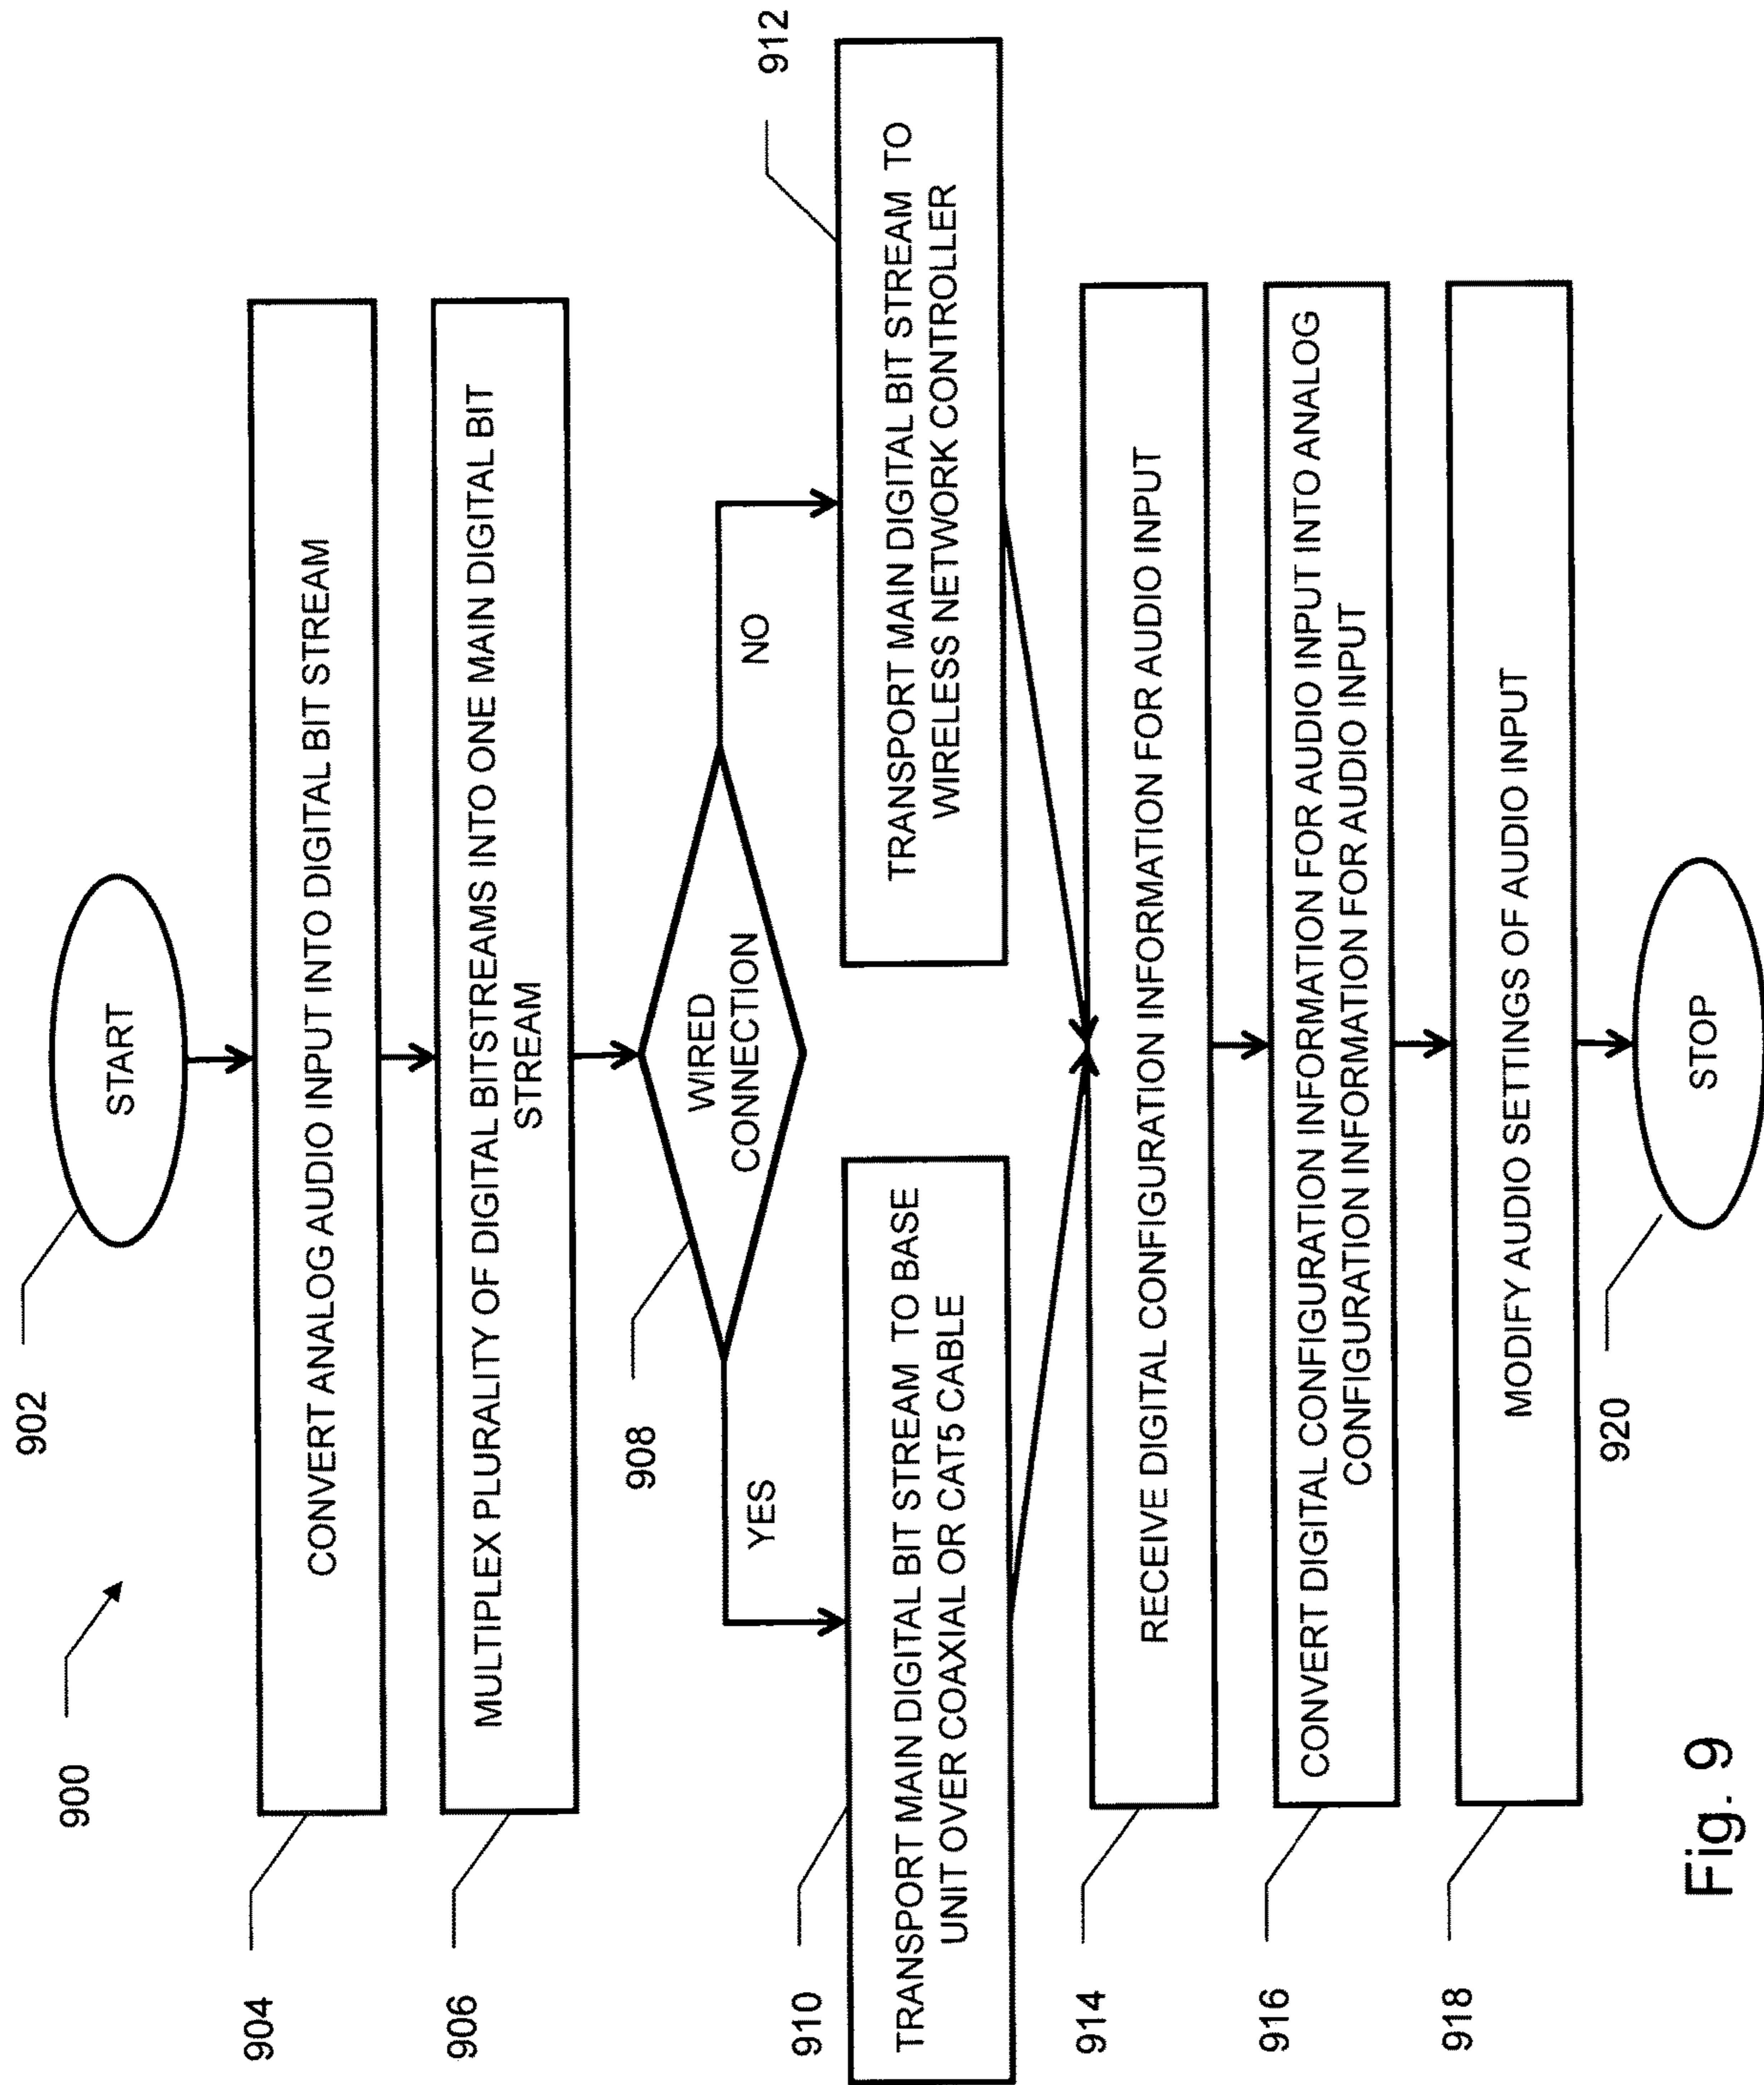 900
902
START
904
CONVERT ANALOG AUDIO INPUT INTO DIGITAL BIT STREAM
906
MULTIPLEX PLURALITY OF DIGITAL BITSTREAMS INTO ONE MAIN DIGITAL BIT
STREAM
908
WIRED
CONNECTION
YES
NO
910
TRANSPORT MAIN DIGITAL BIT STREAM TO BASE
UNIT OVER COAXIAL OR CAT5 CABLE
912
TRANSPORT MAIN DIGITAL BIT STREAM TO
WIRELESS NETWORK CONTROLLER
914
RECEIVE DIGITAL CONFIGURATION INFORMATION FOR AUDIO INPUT
916
CONVERT DIGITAL CONFIGURATION INFORMATION FOR AUDIO INPUT INTO ANALOG
CONFIGURATION INFORMATION FOR AUDIO INPUT
918
MODIFY AUDIO SETTINGS OF AUDIO INPUT
920
STOP
Fig. 9